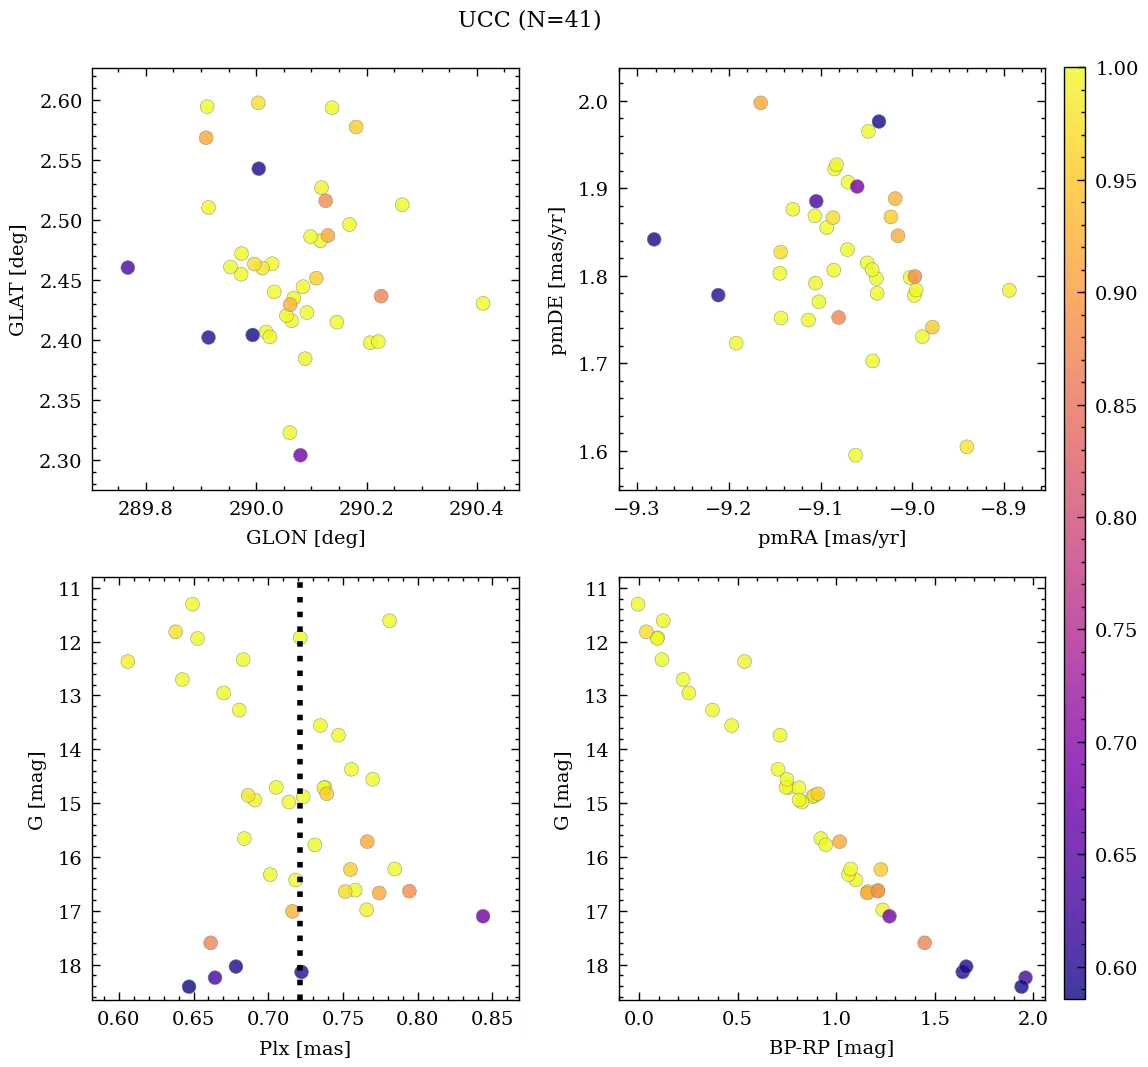 UCC (N=41)
2.60
2.55
2.50
2.45
2.40
2.35
2.30
GLAT [deg]
289.8 290.0 290.2 290.4
GLON [deg]
2.0
1.9
1.8
1.7
1.6
pmDE [mas/yr]
−9.3 −9.2 −9.1 −9.0 −8.9
pmRA [mas/yr]
11
12
13
14
15
16
17
18
G [mag]
0.60 0.65 0.70 0.75 0.80 0.85
Plx [mas]
11
12
13
14
15
16
17
18
G [mag]
0.0 0.5 1.0 1.5 2.0
BP-RP [mag]
1.00
0.95
0.90
0.85
0.80
0.75
0.70
0.65
0.60